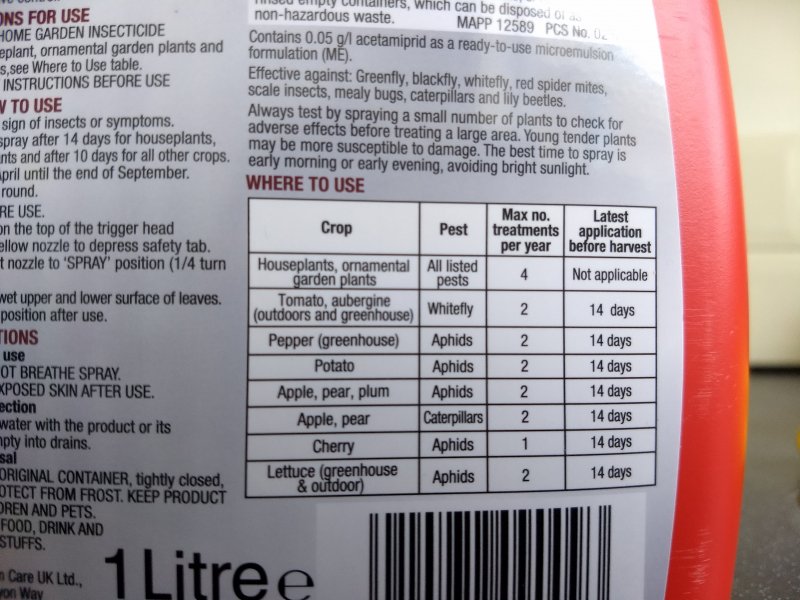 ONS FOR USE
HOME GARDEN INSECTICIDE
eplant, ornamental garden plants and
s, see Where to Use table.
INSTRUCTIONS BEFORE USE
W TO USE
sign of insects or symptoms.
spray after 14 days for houseplants,
nts and after 10 days for all other crops.
April until the end of September.
round.
RE USE.
on the top of the trigger head
ellow nozzle to depress safety tab.
t nozzle to 'SPRAY' position (1/4 turn
wet upper and lower surface of leaves.
position after use.
TIONS
use
OT BREATHE SPRAY.
XPOSED SKIN AFTER USE.
ection
water with the product or its
mpty into drains.
sal
ORIGINAL CONTAINER, tightly closed,
OTECT FROM FROST. KEEP PRODUCT
DREN AND PETS.
FOOD, DRINK AND
STUFFS.
n Care UK Ltd.,
yon Way
rinsed empty containers, which can be disposed of as
non-hazardous waste. MAPP 12589 PCS No. 02
Contains 0.05 g/l acetamiprid as a ready-to-use microemulsion
formulation (ME).
Effective against: Greenfly, blackfly, whitefly, red spider mites,
scale insects, mealy bugs, caterpillars and lily beetles.
Always test by spraying a small number of plants to check for
adverse effects before treating a large area. Young tender plants
may be more susceptible to damage. The best time to spray is
early morning or early evening, avoiding bright sunlight.
WHERE TO USE
Crop Pest Max no. treatments per year Latest application before harvest
Houseplants, ornamental garden plants All listed pests 4 Not applicable
Tomato, aubergine (outdoors and greenhouse) Whitefly 2 14 days
Pepper (greenhouse) Aphids 2 14 days
Potato Aphids 2 14 days
Apple, pear, plum Aphids 2 14 days
Apple, pear Caterpillars 2 14 days
Cherry Aphids 1 14 days
Lettuce (greenhouse & outdoor) Aphids 2 14 days
1 Litre e